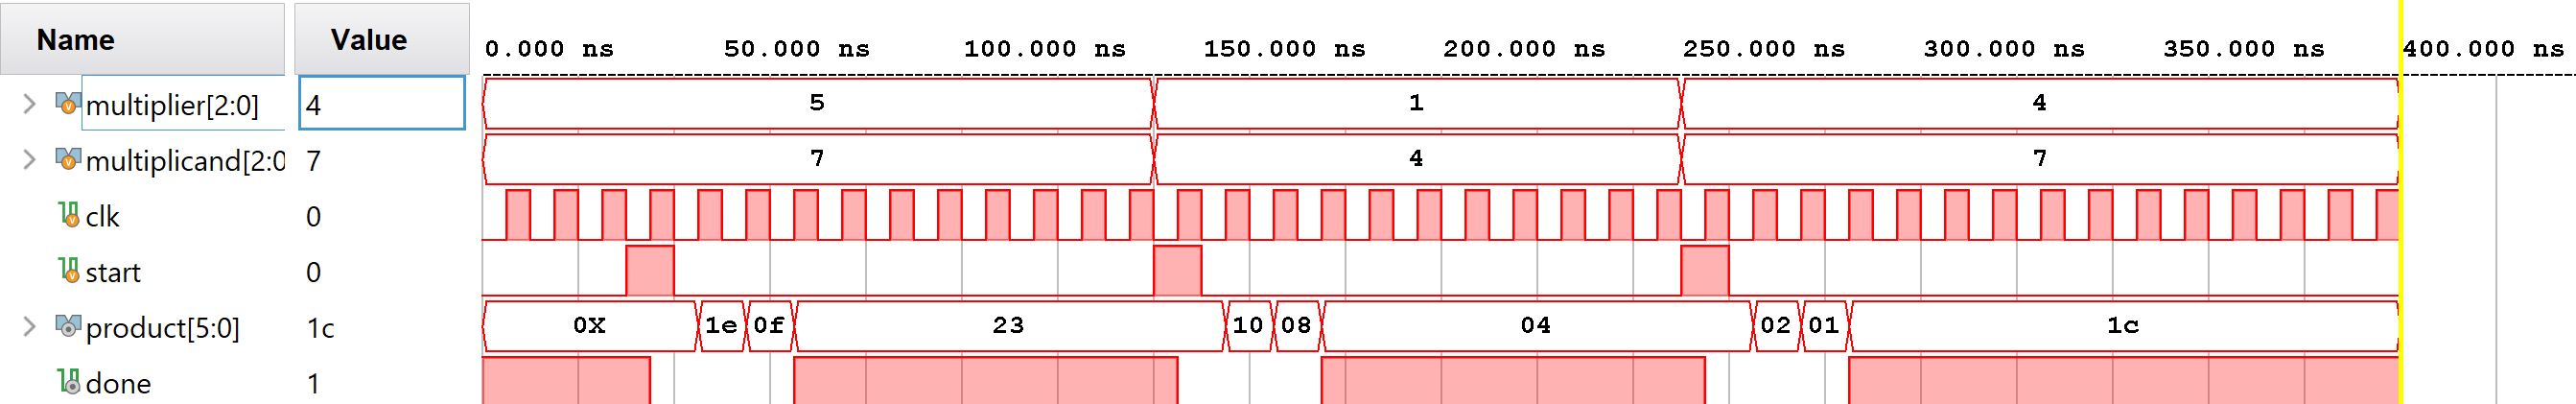 Name Value 0.000 ns 50.000 ns 100.000 ns 150.000 ns 200.000 ns 250.000 ns 300.000 ns 350.000 ns 400.000 ns
multiplier[2:0] 4 5 1 4
multiplicand[2:0 7 7 4 7
clk 0
start 0
product[5:0] 1c 0X 1e 0f 23 10 08 04 02 01 1c
done 1